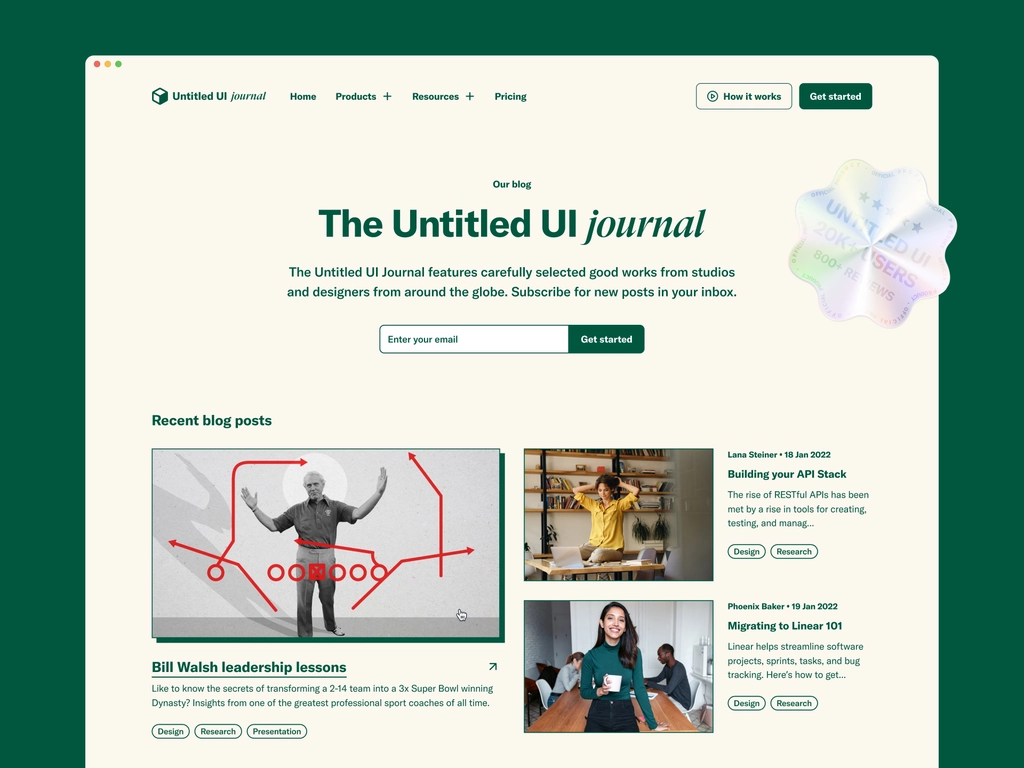 Untitled UI journal
Home
Products
Resources
Pricing
How it works
Get started
Our blog
The Untitled UI journal
The Untitled UI Journal features carefully selected good works from studios
and designers from around the globe. Subscribe for new posts in your inbox.
UNTITLED UI
20K+ USERS
800+ REVIEWS
Enter your email
Get started
Recent blog posts
Bill Walsh leadership lessons
Like to know the secrets of transforming a 2-14 team into a 3x Super Bowl winning
Dynasty? Insights from one of the greatest professional sport coaches of all time.
Design
Research
Presentation
Lana Steiner • 18 Jan 2022
Building your API Stack
The rise of RESTful APIs has been
met by a rise in tools for creating,
testing, and manag...
Design
Research
Phoenix Baker • 19 Jan 2022
Migrating to Linear 101
Linear helps streamline software
projects, sprints, tasks, and bug
tracking. Here's how to get...
Design
Research